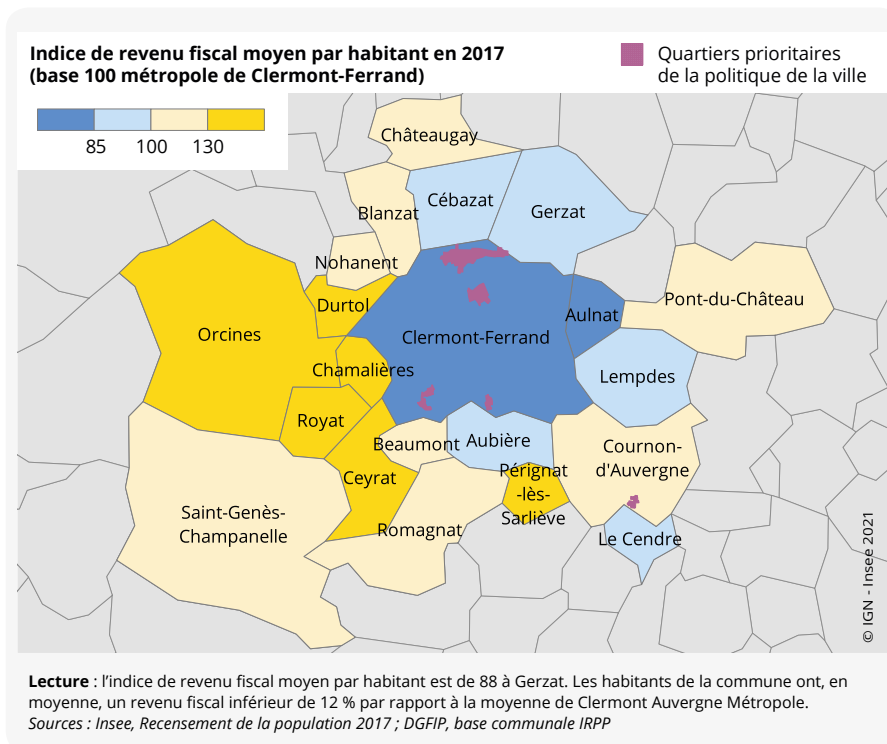 Indice de revenu fiscal moyen par habitant en 2017
(base 100 métropole de Clermont-Ferrand)
Quartiers prioritaires
de la politique de la ville
85 100 130
Châteaugay
Cébazat
Blanzat
Gerzat
Nohanent
Durtol
Pont-du-Château
Aulnat
Orcines
Clermont-Ferrand
Chamalières
Lempdes
Royat
Beaumont
Aubière
Cournon-
d'Auvergne
Ceyrat
Pérignat
-lès-
Sarliève
Saint-Genès-
Champanelle
Romagnat
Le Cendre
© IGN - Insee 2021
Lecture : l’indice de revenu fiscal moyen par habitant est de 88 à Gerzat. Les habitants de la commune ont, en
moyenne, un revenu fiscal inférieur de 12 % par rapport à la moyenne de Clermont Auvergne Métropole.
Sources : Insee, Recensement de la population 2017 ; DGFIP, base communale IRPP